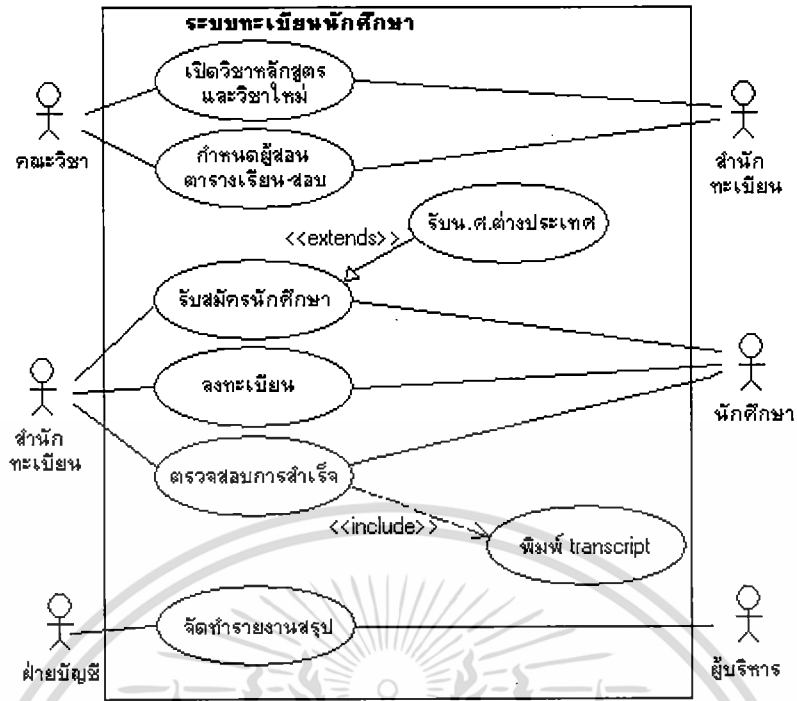 ระบบทะเบียนนักศึกษา
เปิดวิชาหลักสูตร
และวิชาใหม่
คณะวิชา
สำนัก
ทะเบียน
กำหนดผู้สอน
ตารางเรียน-สอบ
รับน.ศ.ต่างประเทศ
<<extends>>
รับสมัครนักศึกษา
ลงทะเบียน
สำนัก
ทะเบียน
นักศึกษา
ตรวจสอบการสำเร็จ
<<include>>
พิมพ์ transcript
จัดทำรายงานสรุป
ฝ่ายบัญชี
ผู้บริหาร